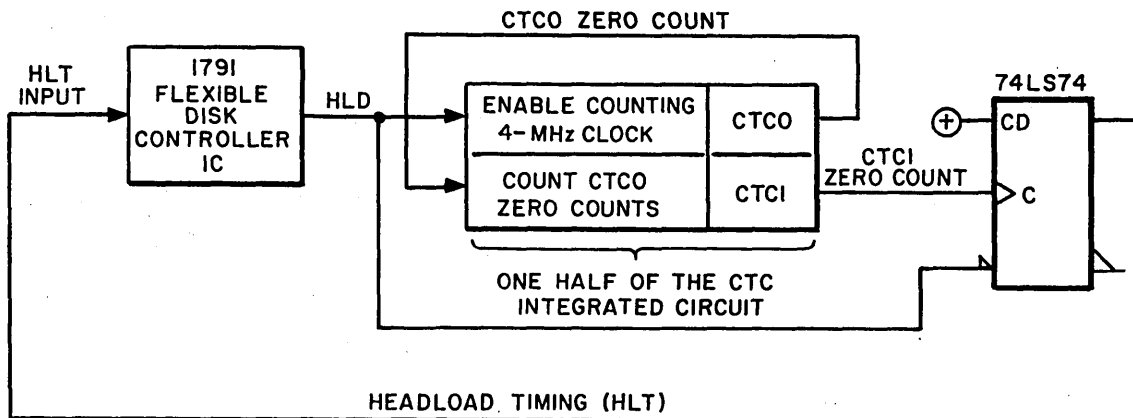 CTCO ZERO COUNT
HLT
INPUT
1791
FLEXIBLE
DISK
CONTROLLER
IC
HLD
ENABLE COUNTING
4-MHz CLOCK
CTCO
COUNT CTCO
ZERO COUNTS
CTCI
CTCI
ZERO COUNT
74LS74
+
CD
C
ONE HALF OF THE CTC
INTEGRATED CIRCUIT
HEADLOAD TIMING (HLT)